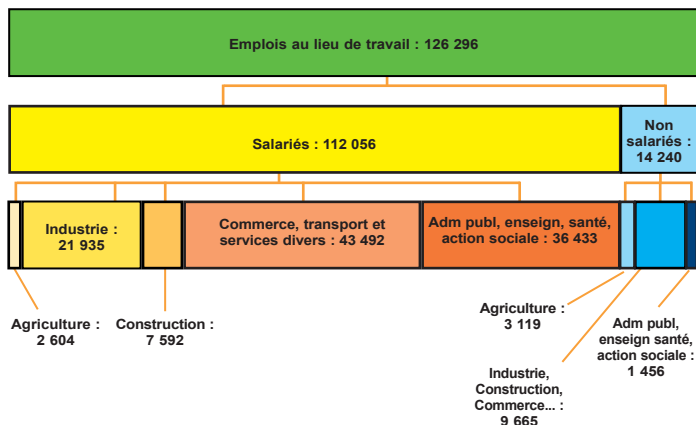 Emplois au lieu de travail : 126 296
Salariés : 112 056
Non
salariés :
14 240
Industrie :
21 935
Commerce, transport et
services divers : 43 492
Adm publ, enseign, santé,
action sociale : 36 433
Agriculture :
2 604
Construction :
7 592
Agriculture :
3 119
Adm publ,
enseign santé,
action sociale :
1 456
Industrie,
Construction,
Commerce... :
9 665